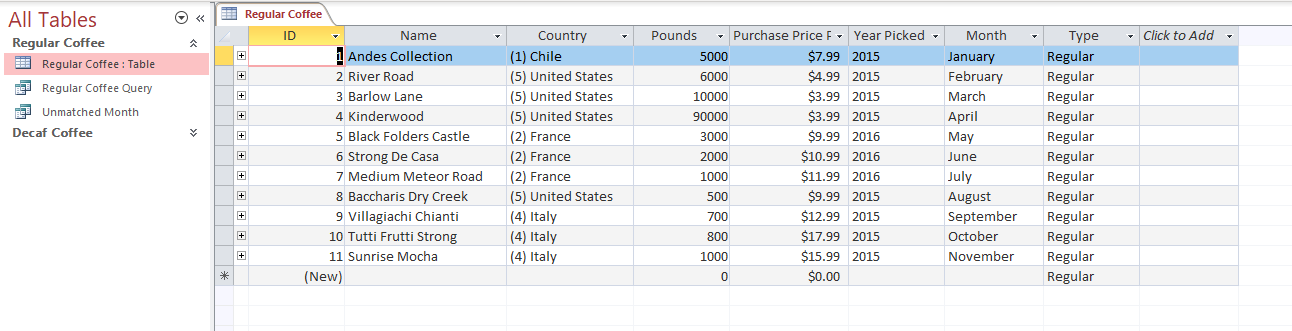 All Tables
Regular Coffee
Regular Coffee : Table
Regular Coffee Query
Unmatched Month
Decaf Coffee
Regular Coffee
ID Name Country Pounds Purchase Price P Year Picked Month Type Click to Add
1 Andes Collection (1) Chile 5000 $7.99 2015 January Regular
2 River Road (5) United States 6000 $4.99 2015 February Regular
3 Barlow Lane (5) United States 10000 $3.99 2015 March Regular
4 Kinderwood (5) United States 90000 $3.99 2015 April Regular
5 Black Folders Castle (2) France 3000 $9.99 2016 May Regular
6 Strong De Casa (2) France 2000 $10.99 2016 June Regular
7 Medium Meteor Road (2) France 1000 $11.99 2016 July Regular
8 Baccharis Dry Creek (5) United States 500 $9.99 2015 August Regular
9 Villagiachi Chianti (4) Italy 700 $12.99 2015 September Regular
10 Tutti Frutti Strong (4) Italy 800 $17.99 2015 October Regular
11 Sunrise Mocha (4) Italy 1000 $15.99 2015 November Regular
(New) 0 $0.00 Regular